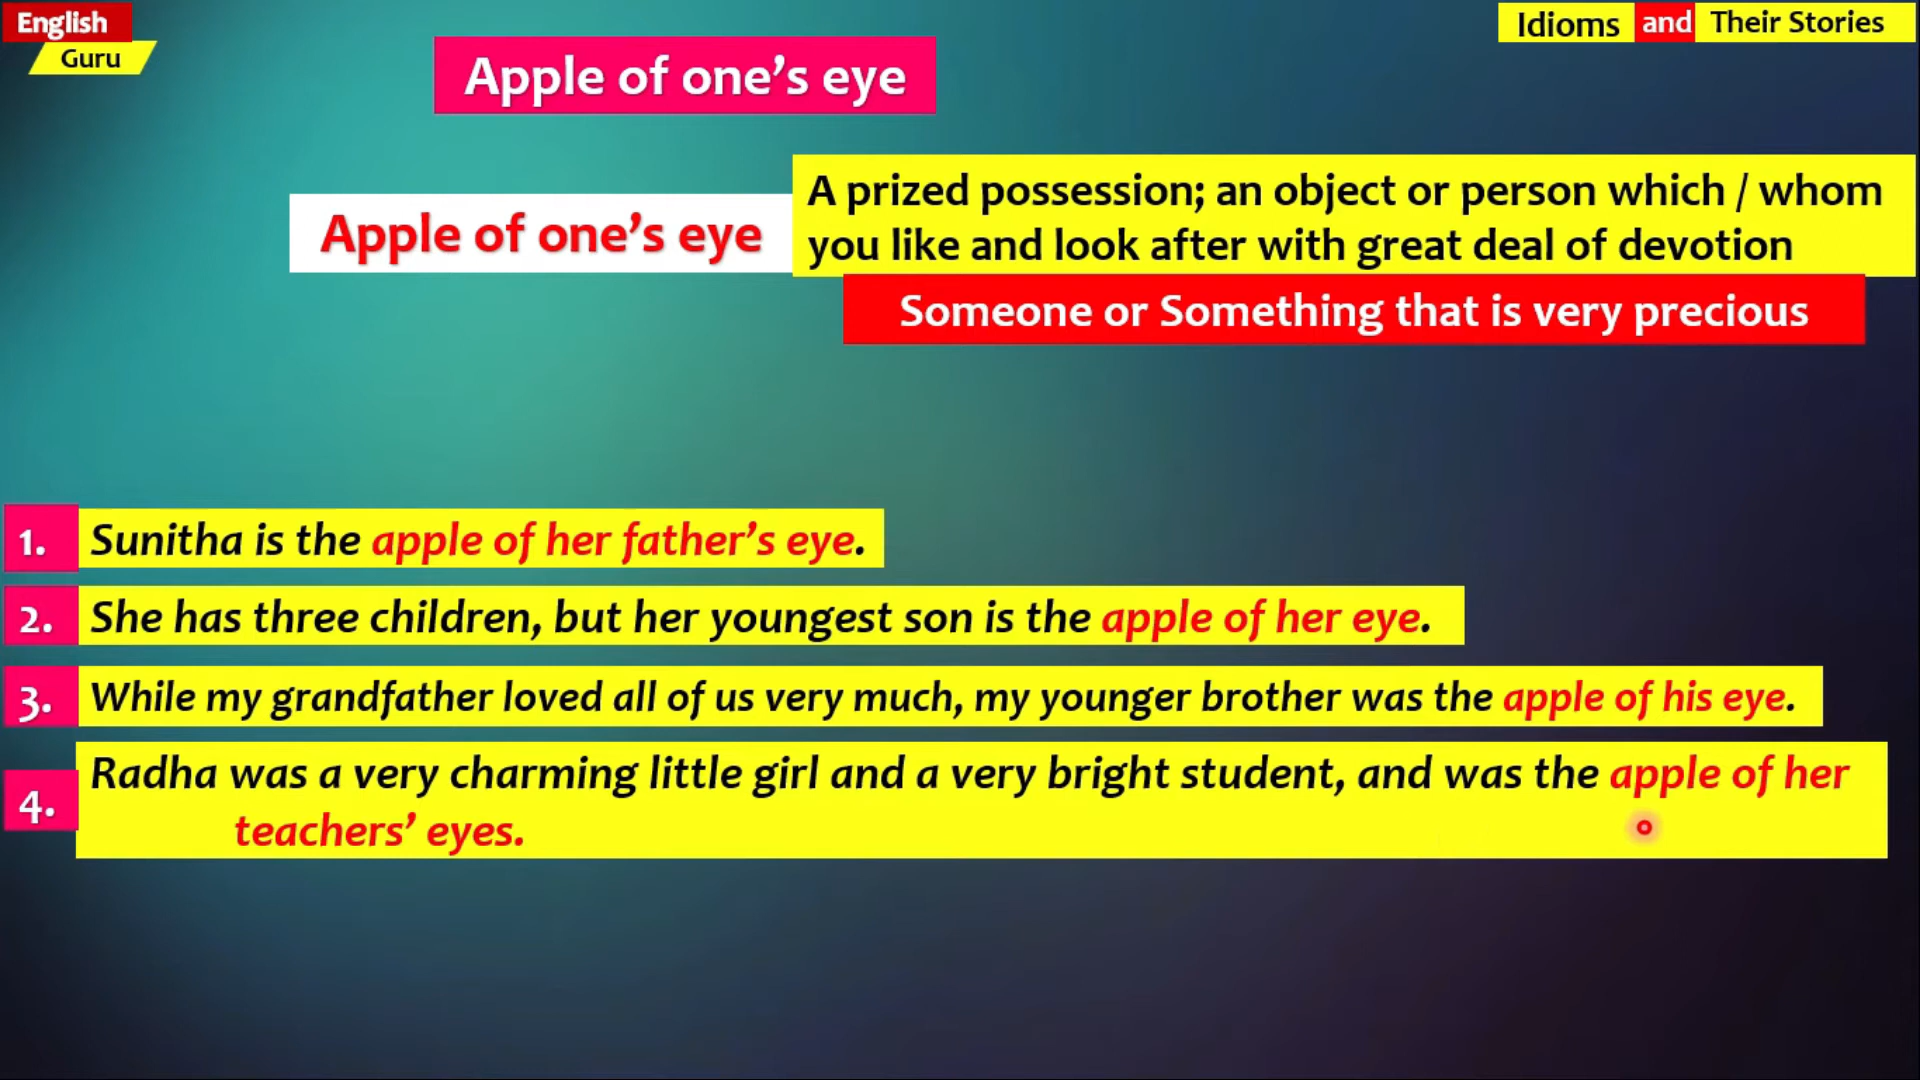 English
Guru
Idioms and Their Stories
Apple of one’s eye
Apple of one’s eye
A prized possession; an object or person which / whom
you like and look after with great deal of devotion
Someone or Something that is very precious
1. Sunitha is the apple of her father’s eye.
2. She has three children, but her youngest son is the apple of her eye.
3. While my grandfather loved all of us very much, my younger brother was the apple of his eye.
4. Radha was a very charming little girl and a very bright student, and was the apple of her
teachers’ eyes.